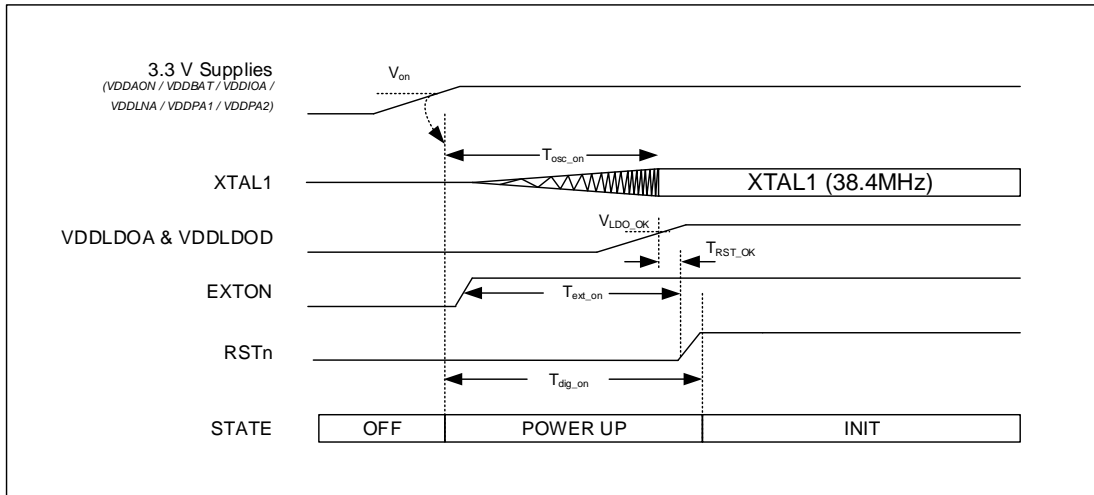 3.3 V Supplies
(VDDAON / VDDBAT / VDDIOA /
VDDLNA / VDDPA1 / VDDPA2)
Von
Tosc_on
XTAL1
XTAL1 (38.4MHz)
VLDO_OK
VDDLDOA & VDDLDOD
TRST_OK
EXTON
Text_on
RSTn
Tdig_on
STATE
OFF
POWER UP
INIT